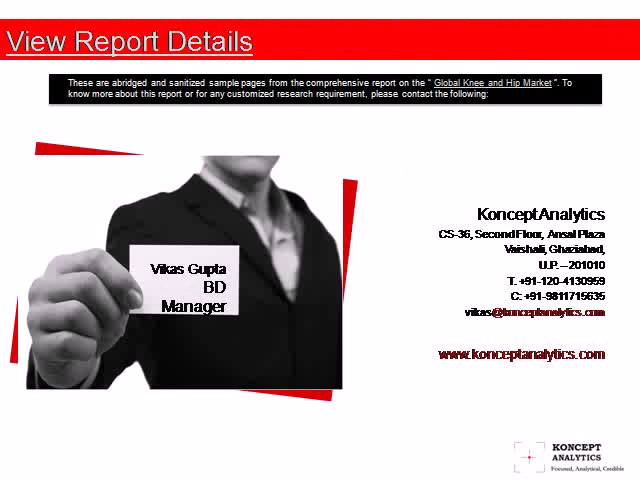 View Report Details
These are abridged and sanitized sample pages from the comprehensive report on the “ Global Knee and Hip Market ”. To
know more about this report or for any customized research requirement, please contact the following:
Vikas Gupta
BD
Manager
Koncept Analytics
CS-36, Second Floor, Ansal Plaza
Vaishali, Ghaziabad,
U.P. – 201010
T. +91-120-4130959
C: +91-9811715635
vikas@konceptanalytics.com
www.konceptanalytics.com
KONCEPT
ANALYTICS
Focused, Analytical, Credible